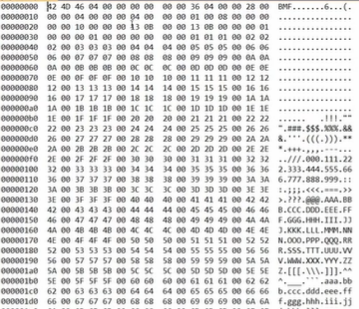 00000000 42 4D 46 04 00 00 00 00 00 00 36 04 00 00 28 00 BMF.......6...(.
00000010 00 00 04 00 00 00 04 00 00 00
00000020 00 00 10 00 00 00 13 0B 00 00 13 0B 00 00 00 01
00000030 00 00 00 00 00 00 00 00 00 00 01 01 01 00 02 02
00000040 02 00 03 03 03 00 04 04 04 00 05 05 05 00 06 06
00000050 06 00 07 07 07 00 08 08 08 00 09 09 09 00 0A 0A
00000060 0A 00 0B 0B 0B 00 0C 0C 0C 00 0D 0D 0D 00 0E 0E
00000070 0E 00 0F 0F 0F 00 10 10 10 00 11 11 11 00 12 12
00000080 12 00 13 13 13 00 14 14 14 00 15 15 15 00 16 16
00000090 16 00 17 17 17 00 18 18 18 00 19 19 19 00 1A 1A
000000a0 1A 00 1B 1B 1B 00 1C 1C 1C 00 1D 1D 1D 00 1E 1E
000000b0 1E 00 1F 1F 1F 00 20 20 20 00 21 21 21 00 22 22 ......   .!!!.""
000000c0 22 00 23 23 23 00 24 24 24 00 25 25 25 00 26 26 ".###.$$$.%%%.&&
000000d0 26 00 27 27 27 00 28 28 28 00 29 29 29 00 2A 2A &.'''.(((.))).**
000000e0 2A 00 2B 2B 2B 00 2C 2C 2C 00 2D 2D 2D 00 2E 2E *.+++.,,,.---...
000000f0 2E 00 2F 2F 2F 00 30 30 30 00 31 31 31 00 32 32 ..///.000.111.22
00000100 32 00 33 33 33 00 34 34 34 00 35 35 35 00 36 36 2.333.444.555.66
00000110 36 00 37 37 37 00 38 38 38 00 39 39 39 00 3A 3A 6.777.888.999.::
00000120 3A 00 3B 3B 3B 00 3C 3C 3C 00 3D 3D 3D 00 3E 3E :.;;;.<<<.===.>>
00000130 3E 00 3F 3F 3F 00 40 40 40 00 41 41 41 00 42 42 >.???.@@@.AAA.BB
00000140 42 00 43 43 43 00 44 44 44 00 45 45 45 00 46 46 B.CCC.DDD.EEE.FF
00000150 46 00 47 47 47 00 48 48 48 00 49 49 49 00 4A 4A F.GGG.HHH.III.JJ
00000160 4A 00 4B 4B 4B 00 4C 4C 4C 00 4D 4D 4D 00 4E 4E J.KKK.LLL.MMM.NN
00000170 4E 00 4F 4F 4F 00 50 50 50 00 51 51 51 00 52 52 N.OOO.PPP.QQQ.RR
00000180 52 00 53 53 53 00 54 54 54 00 55 55 55 00 56 56 R.SSS.TTT.UUU.VV
00000190 56 00 57 57 57 00 58 58 58 00 59 59 59 00 5A 5A V.WWW.XXX.YYY.ZZ
000001a0 5A 00 5B 5B 5B 00 5C 5C 5C 00 5D 5D 5D 00 5E 5E Z.[[[.\\\.]]].^^
000001b0 5E 00 5F 5F 5F 00 60 60 60 00 61 61 61 00 62 62 ^.___.```.aaa.bb
000001c0 62 00 63 63 63 00 64 64 64 00 65 65 65 00 66 66 b.ccc.ddd.eee.ff
000001d0 66 00 67 67 67 00 68 68 68 00 69 69 69 00 6A 6A f.ggg.hhh.iii.jj